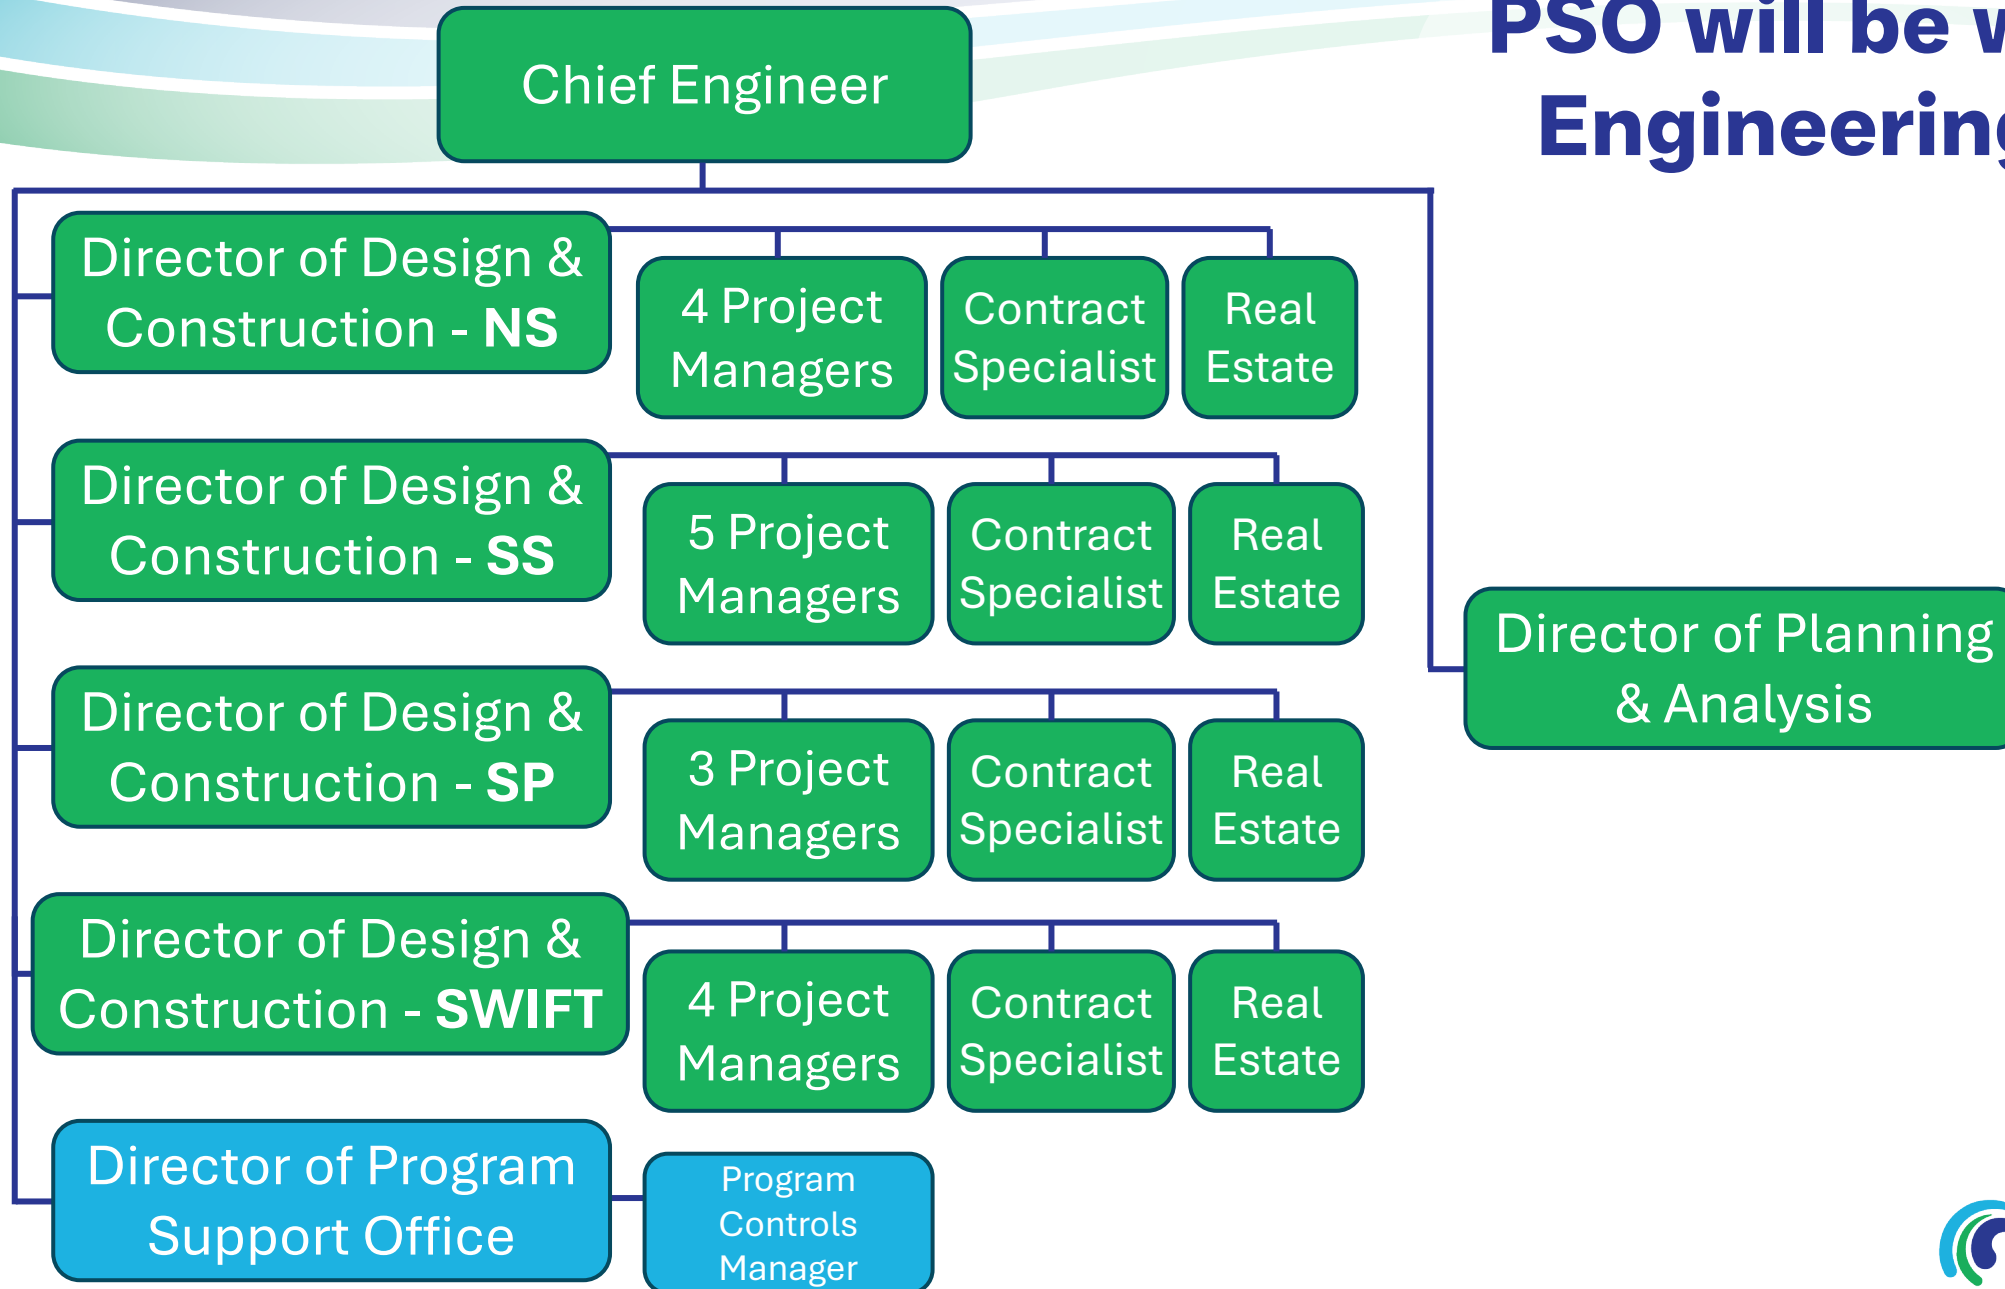 PSO will be
Engineering
Chief Engineer
Director of Design &
Construction - NS
4 Project
Managers
Contract
Specialist
Real
Estate
Director of Design &
Construction - SS
5 Project
Managers
Contract
Specialist
Real
Estate
Director of Design &
Construction - SP
3 Project
Managers
Contract
Specialist
Real
Estate
Director of Planning
& Analysis
Director of Design &
Construction - SWIFT
4 Project
Managers
Contract
Specialist
Real
Estate
Director of Program
Support Office
Program
Controls
Manager